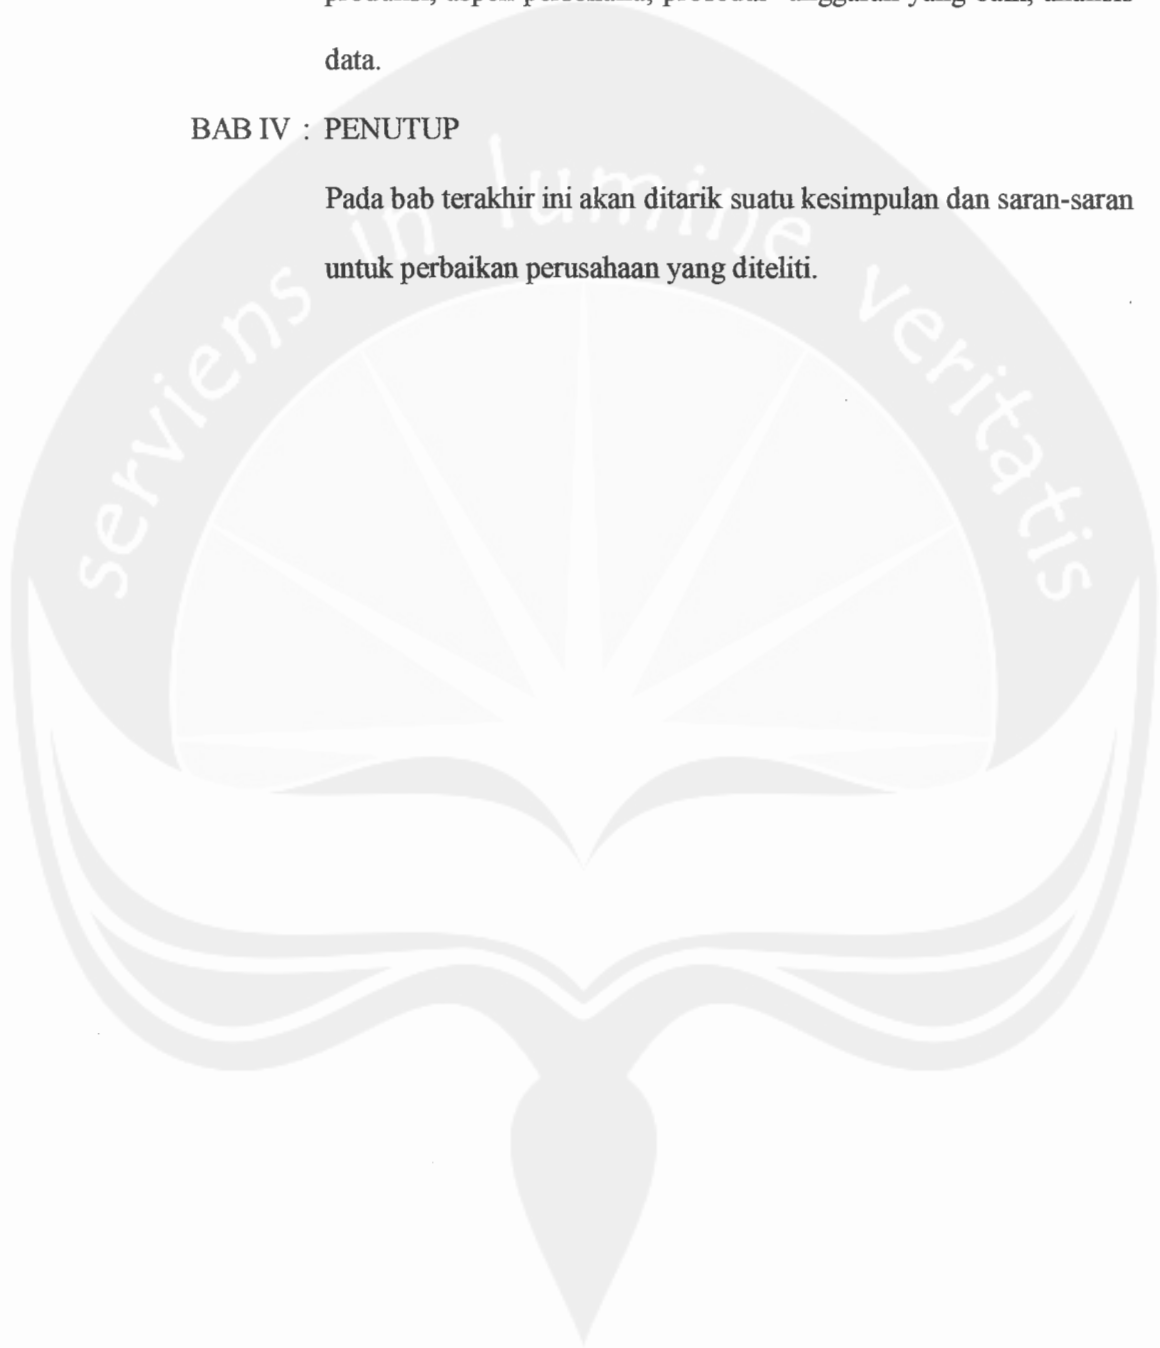 data.
BAB IV : PENUTUP
Pada bab terakhir ini akan ditarik suatu kesimpulan dan saran-saran
untuk perbaikan perusahaan yang diteliti.
serviens in lumine veritatis